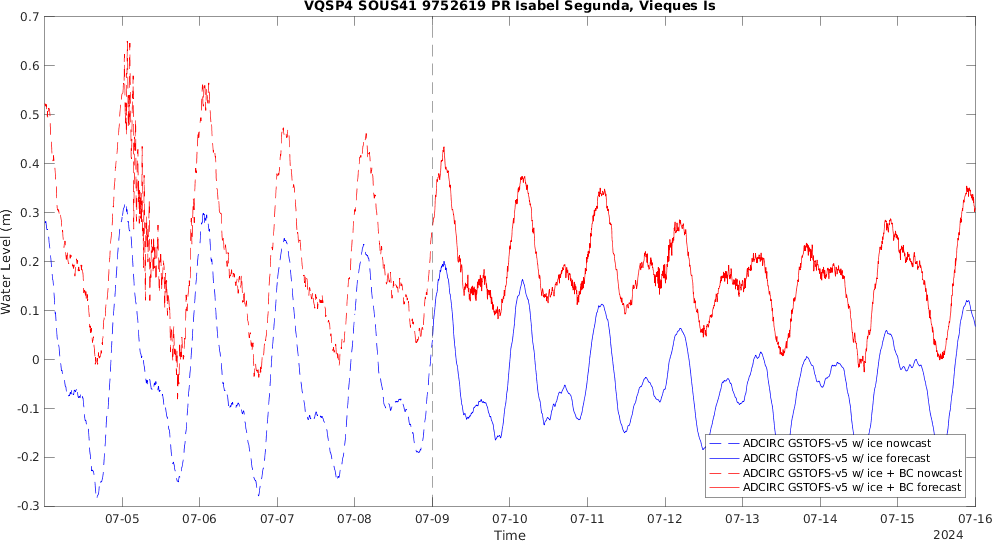 VQSP4 SOUS41 9752619 PR Isabel Segunda, Vieques Is
0.7
0.6
0.5
0.4
0.3
0.2
0.1
0
-0.1
-0.2
-0.3
Water Level (m)
07-05 07-06 07-07 07-08 07-09 07-10 07-11 07-12 07-13 07-14 07-15 07-16
Time
2024
ADCIRC GSTOFS-v5 w/ ice nowcast
ADCIRC GSTOFS-v5 w/ ice forecast
ADCIRC GSTOFS-v5 w/ ice + BC nowcast
ADCIRC GSTOFS-v5 w/ ice + BC forecast